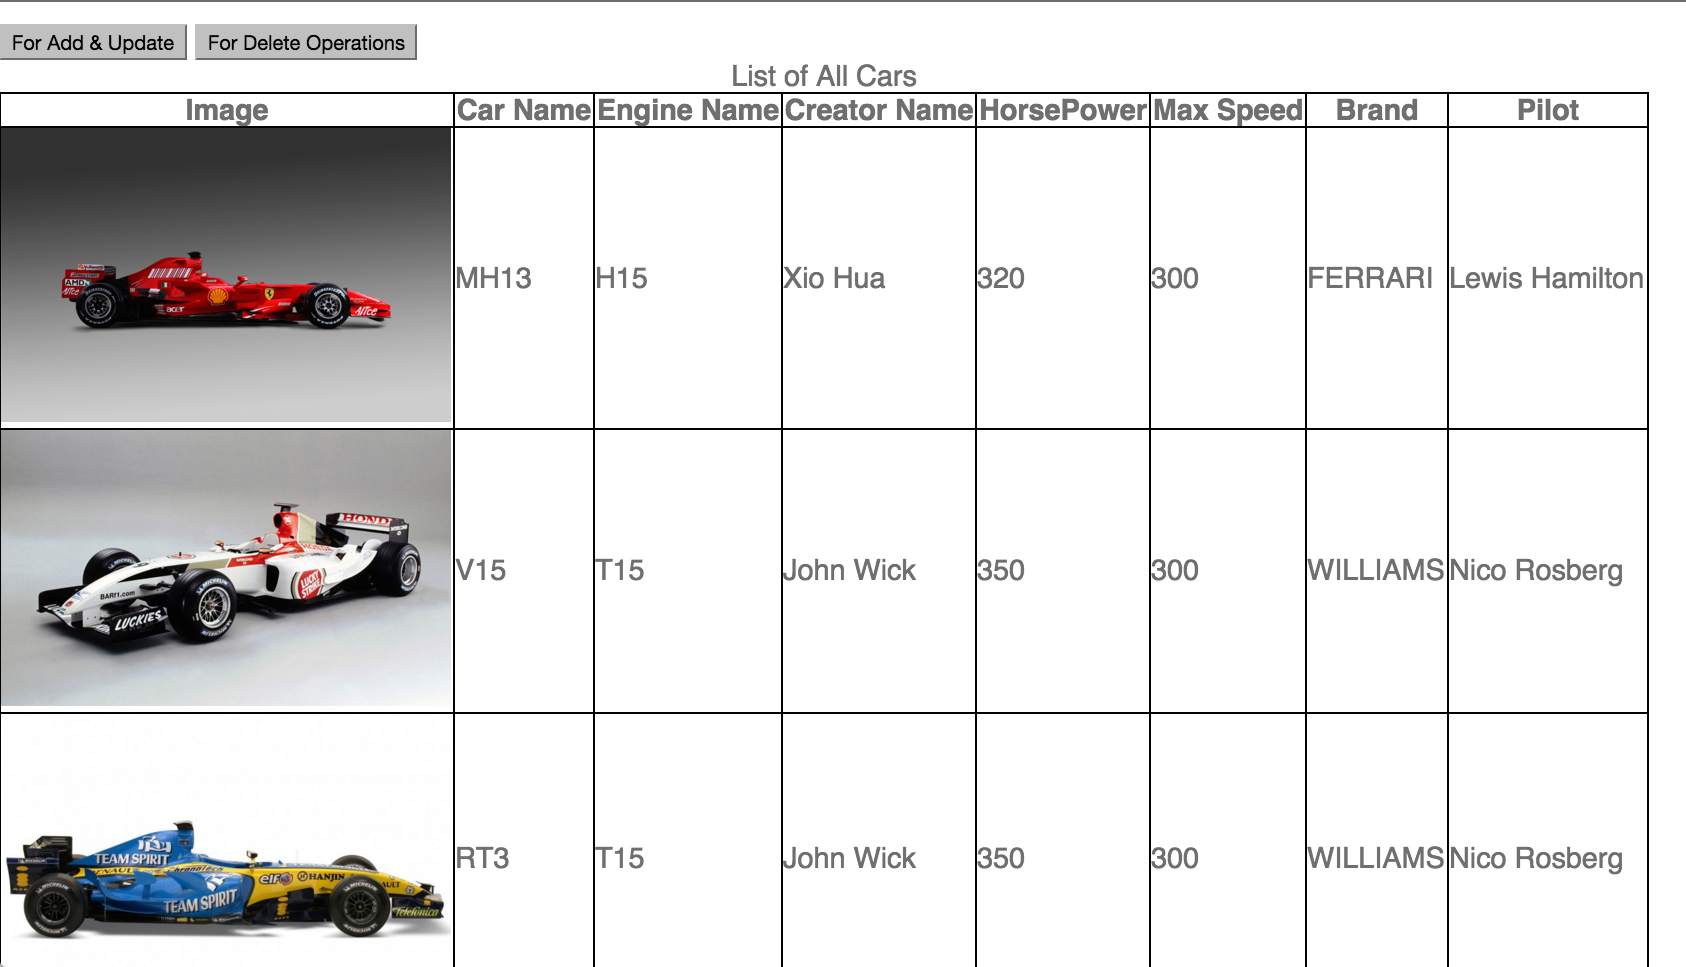 For Add & Update For Delete Operations
List of All Cars
Image Car Name Engine Name Creator Name HorsePower Max Speed Brand Pilot
AMD
acer
Alice
MH13 H15 Xio Hua 320 300 FERRARI Lewis Hamilton
HONDA
LUCKY STRIKE
BARf1.com
LUCKIES
MICHELIN
V15 T15 John Wick 350 300 WILLIAMS Nico Rosberg
TEAM SPIRIT
elf HANJIN
TEAM SPIRIT
Telefonica
RT3 T15 John Wick 350 300 WILLIAMS Nico Rosberg